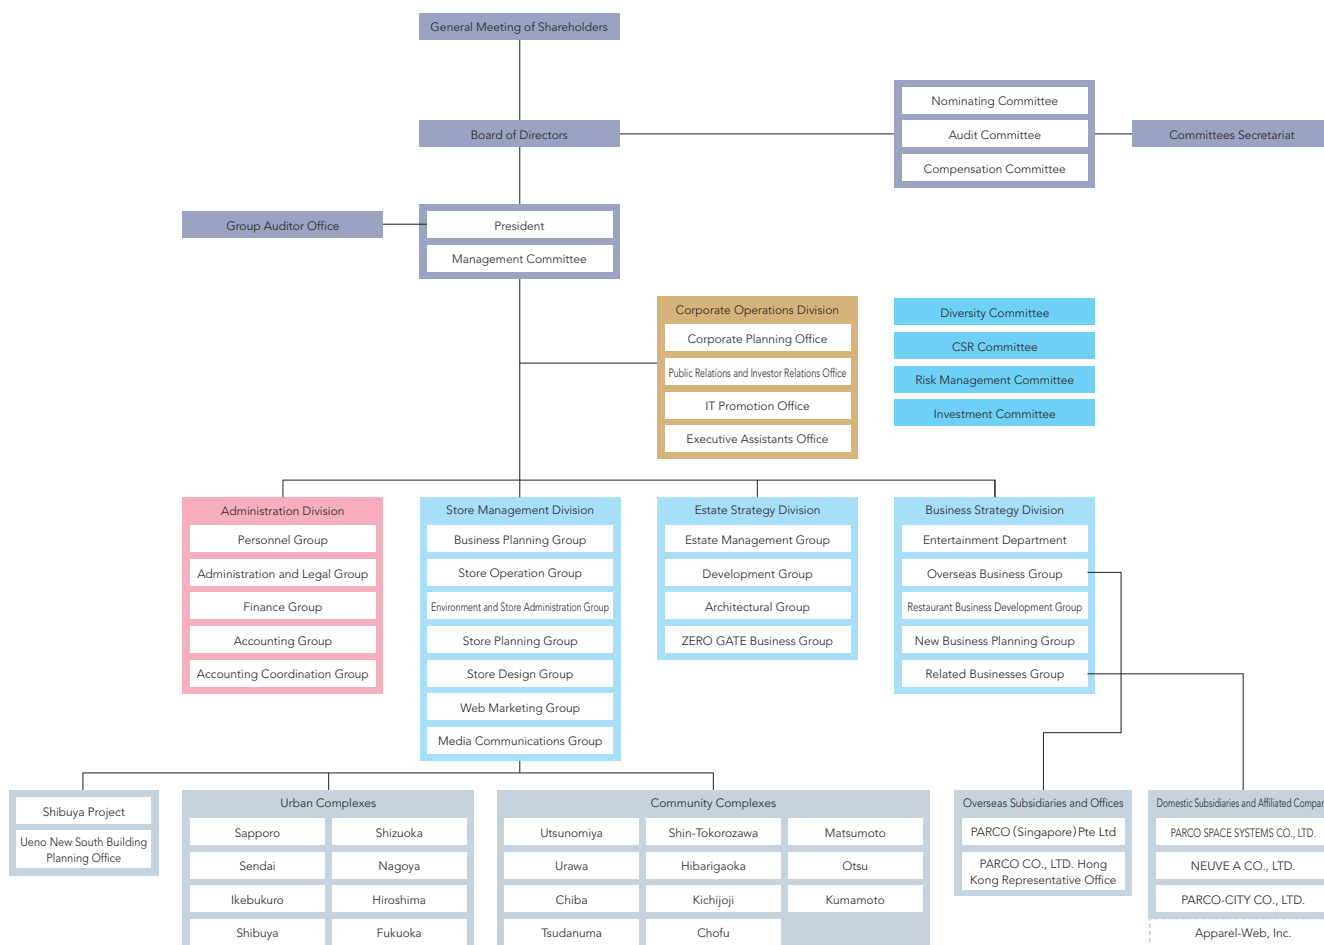 General Meeting of Shareholders
Nominating Committee
Board of Directors
Audit Committee
Committees Secretariat
Compensation Committee
Group Auditor Office
President
Management Committee
Corporate Operations Division
Corporate Planning Office
Public Relations and Investor Relations Office
IT Promotion Office
Executive Assistants Office
Diversity Committee
CSR Committee
Risk Management Committee
Investment Committee
Administration Division
Personnel Group
Administration and Legal Group
Finance Group
Accounting Group
Accounting Coordination Group
Store Management Division
Business Planning Group
Store Operation Group
Environment and Store Administration Group
Store Planning Group
Store Design Group
Web Marketing Group
Media Communications Group
Estate Strategy Division
Estate Management Group
Development Group
Architectural Group
ZERO GATE Business Group
Business Strategy Division
Entertainment Department
Overseas Business Group
Restaurant Business Development Group
New Business Planning Group
Related Businesses Group
Shibuya Project
Ueno New South Building
Planning Office
Urban Complexes
Sapporo
Shizuoka
Sendai
Nagoya
Ikebukuro
Hiroshima
Shibuya
Fukuoka
Community Complexes
Utsunomiya
Shin-Tokorozawa
Matsumoto
Urawa
Hibarigaoka
Otsu
Chiba
Kichijoji
Kumamoto
Tsudanuma
Chofu
Overseas Subsidiaries and Offices
PARCO (Singapore) Pte Ltd
PARCO CO., LTD. Hong
Kong Representative Office
Domestic Subsidiaries and Affiliated
PARCO SPACE SYSTEMS CO., LTD.
NEUVE A CO., LTD.
PARCO-CITY CO., LTD.
Apparel-Web, Inc.